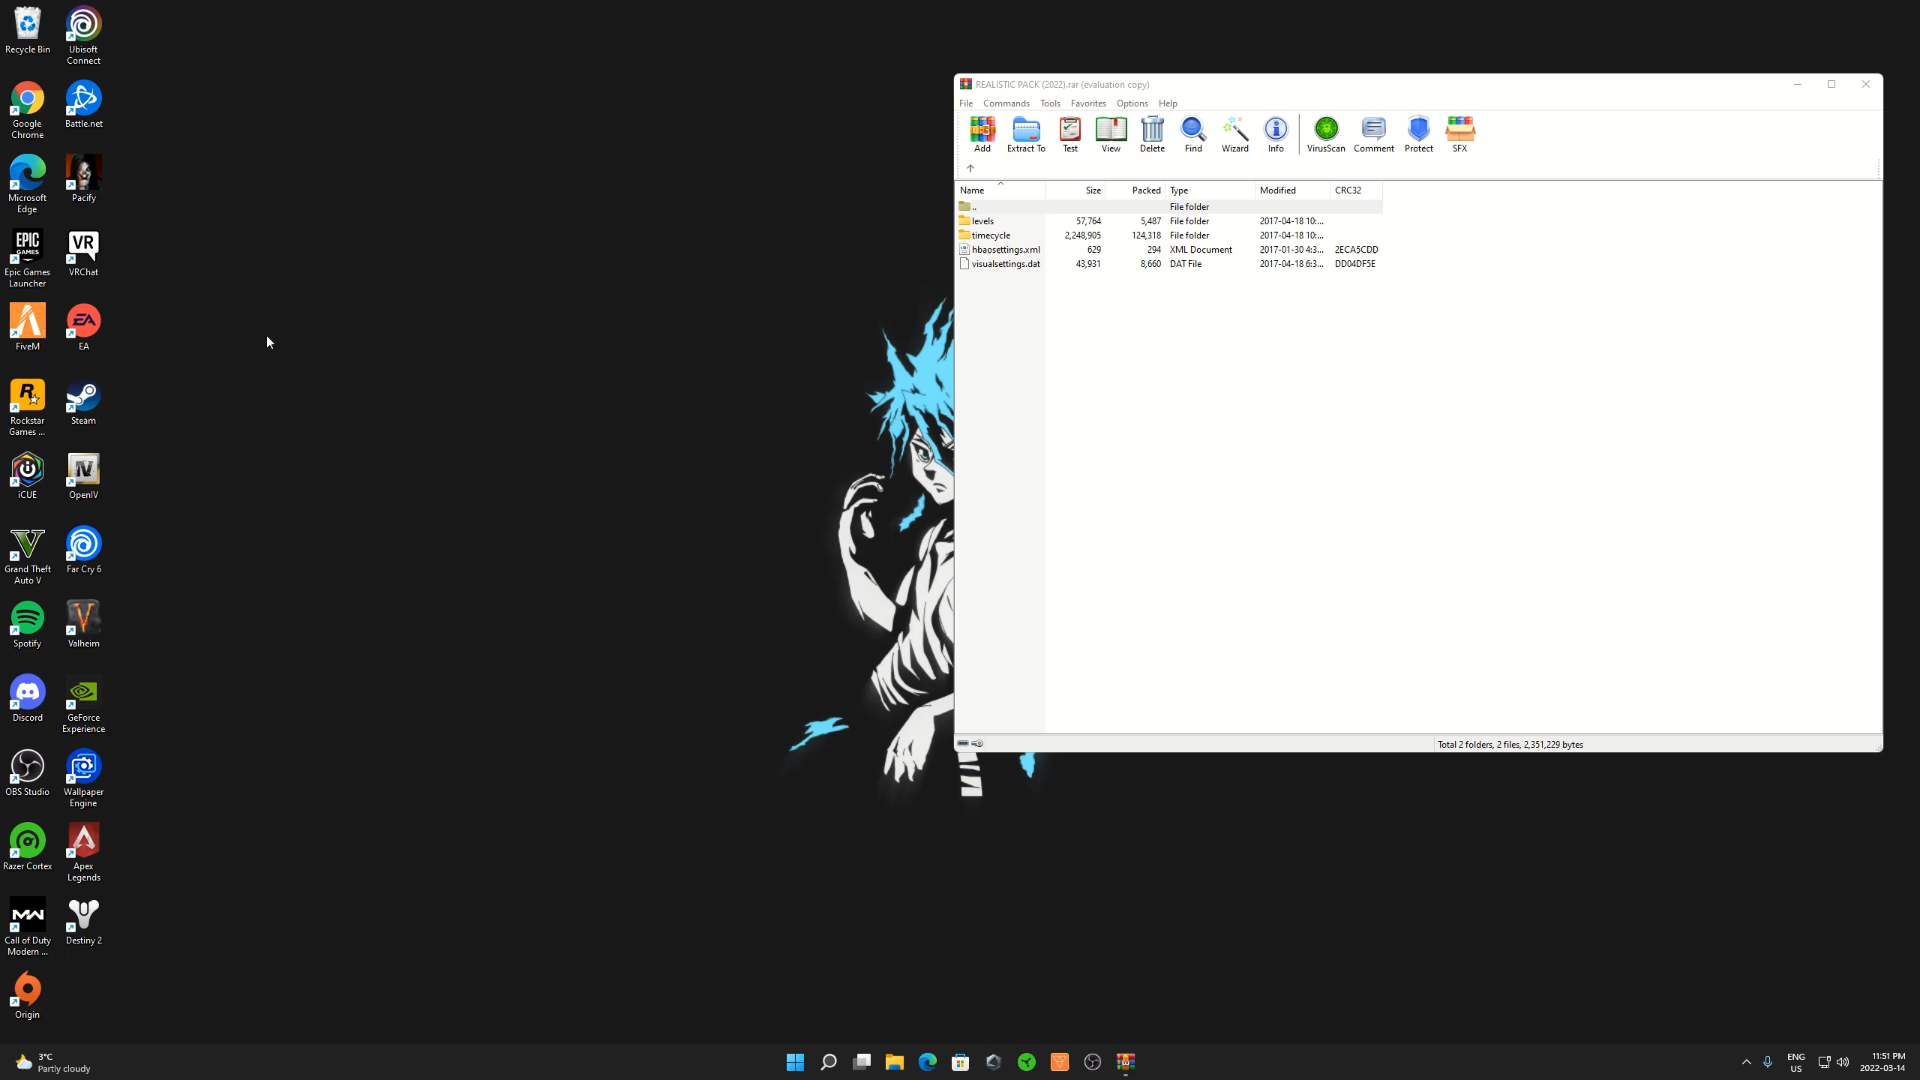 Recycle Bin
Ubisoft
Connect
Google
Chrome
Battle.net
Microsoft
Edge
Pacify
EPIC
GAMES
Epic Games
Launcher
VR
VRChat
FiveM
EA
EA
R
Rockstar
Games ...
Steam
iCUE
IV
OpenIV
V
Grand Theft
Auto V
Far Cry 6
Spotify
V
Valheim
Discord
GeForce
Experience
OBS Studio
Wallpaper
Engine
Razer Cortex
Apex
Legends
MW
Call of Duty
Modern ...
Destiny 2
Origin
REALISTIC PACK (2022).rar (evaluation copy)
File Commands Tools Favorites Options Help
Add Extract To Test View Delete Find Wizard Info VirusScan Comment Protect SFX
Name Size Packed Type Modified CRC32
.. File folder
levels 57,764 5,487 File folder 2017-04-18 10:...
timecycle 2,248,905 124,318 File folder 2017-04-18 10:...
hbaosettings.xml 629 294 XML Document 2017-01-30 4:3... 2ECA5CDD
visualsettings.dat 43,931 8,660 DAT File 2017-04-18 6:3... DD04DF5E
Total 2 folders, 2 files, 2,351,229 bytes
3°C
Partly cloudy
ENG
US
11:51 PM
2022-03-14